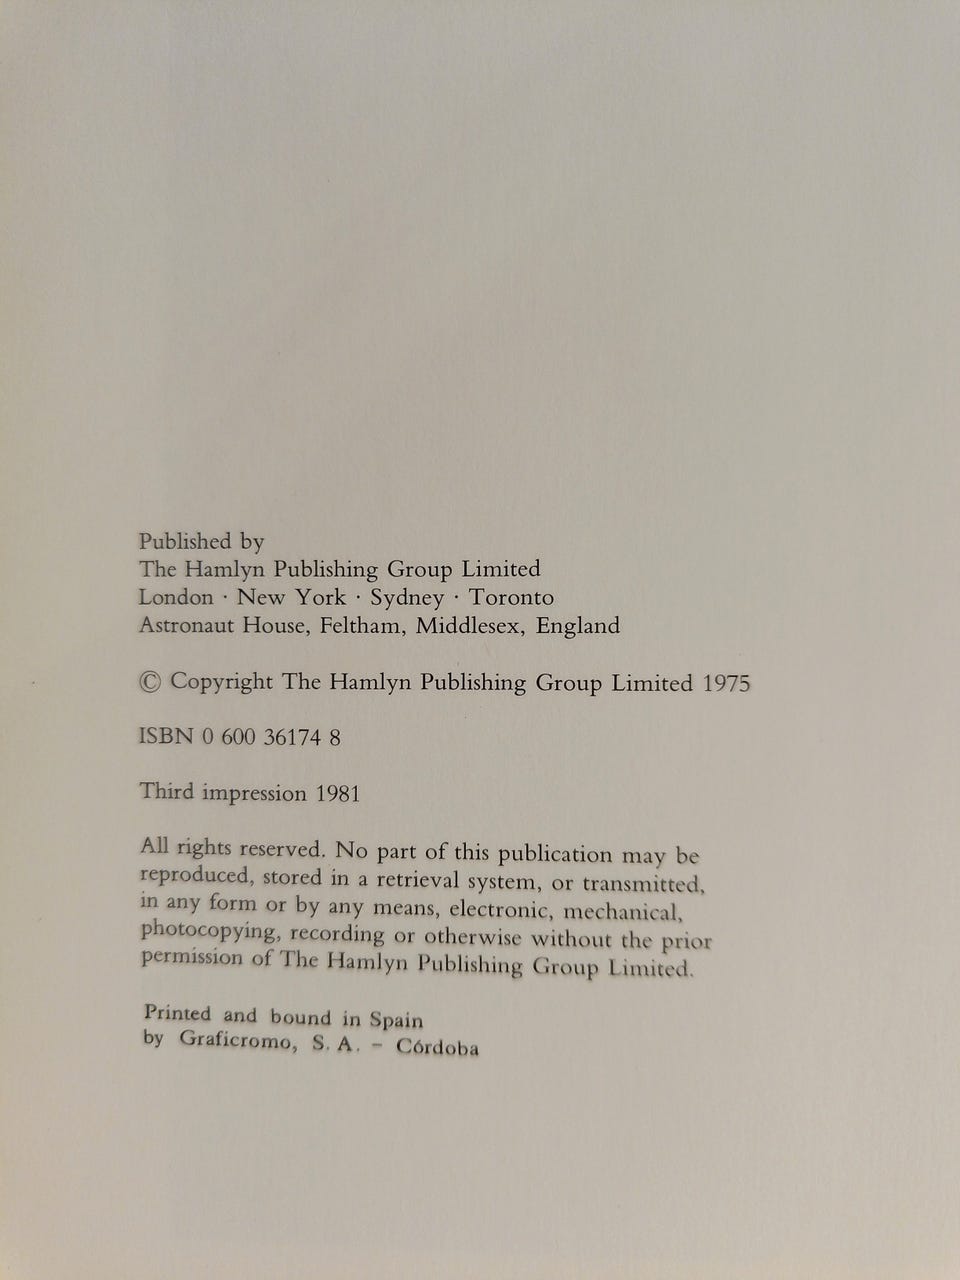 Published by
The Hamlyn Publishing Group Limited
London · New York · Sydney · Toronto
Astronaut House, Feltham, Middlesex, England
© Copyright The Hamlyn Publishing Group Limited 1975
ISBN 0 600 36174 8
Third impression 1981
All rights reserved. No part of this publication may be
reproduced, stored in a retrieval system, or transmitted,
in any form or by any means, electronic, mechanical,
photocopying, recording or otherwise without the prior
permission of The Hamlyn Publishing Group Limited.
Printed and bound in Spain
by Graficromo, S. A. – Córdoba